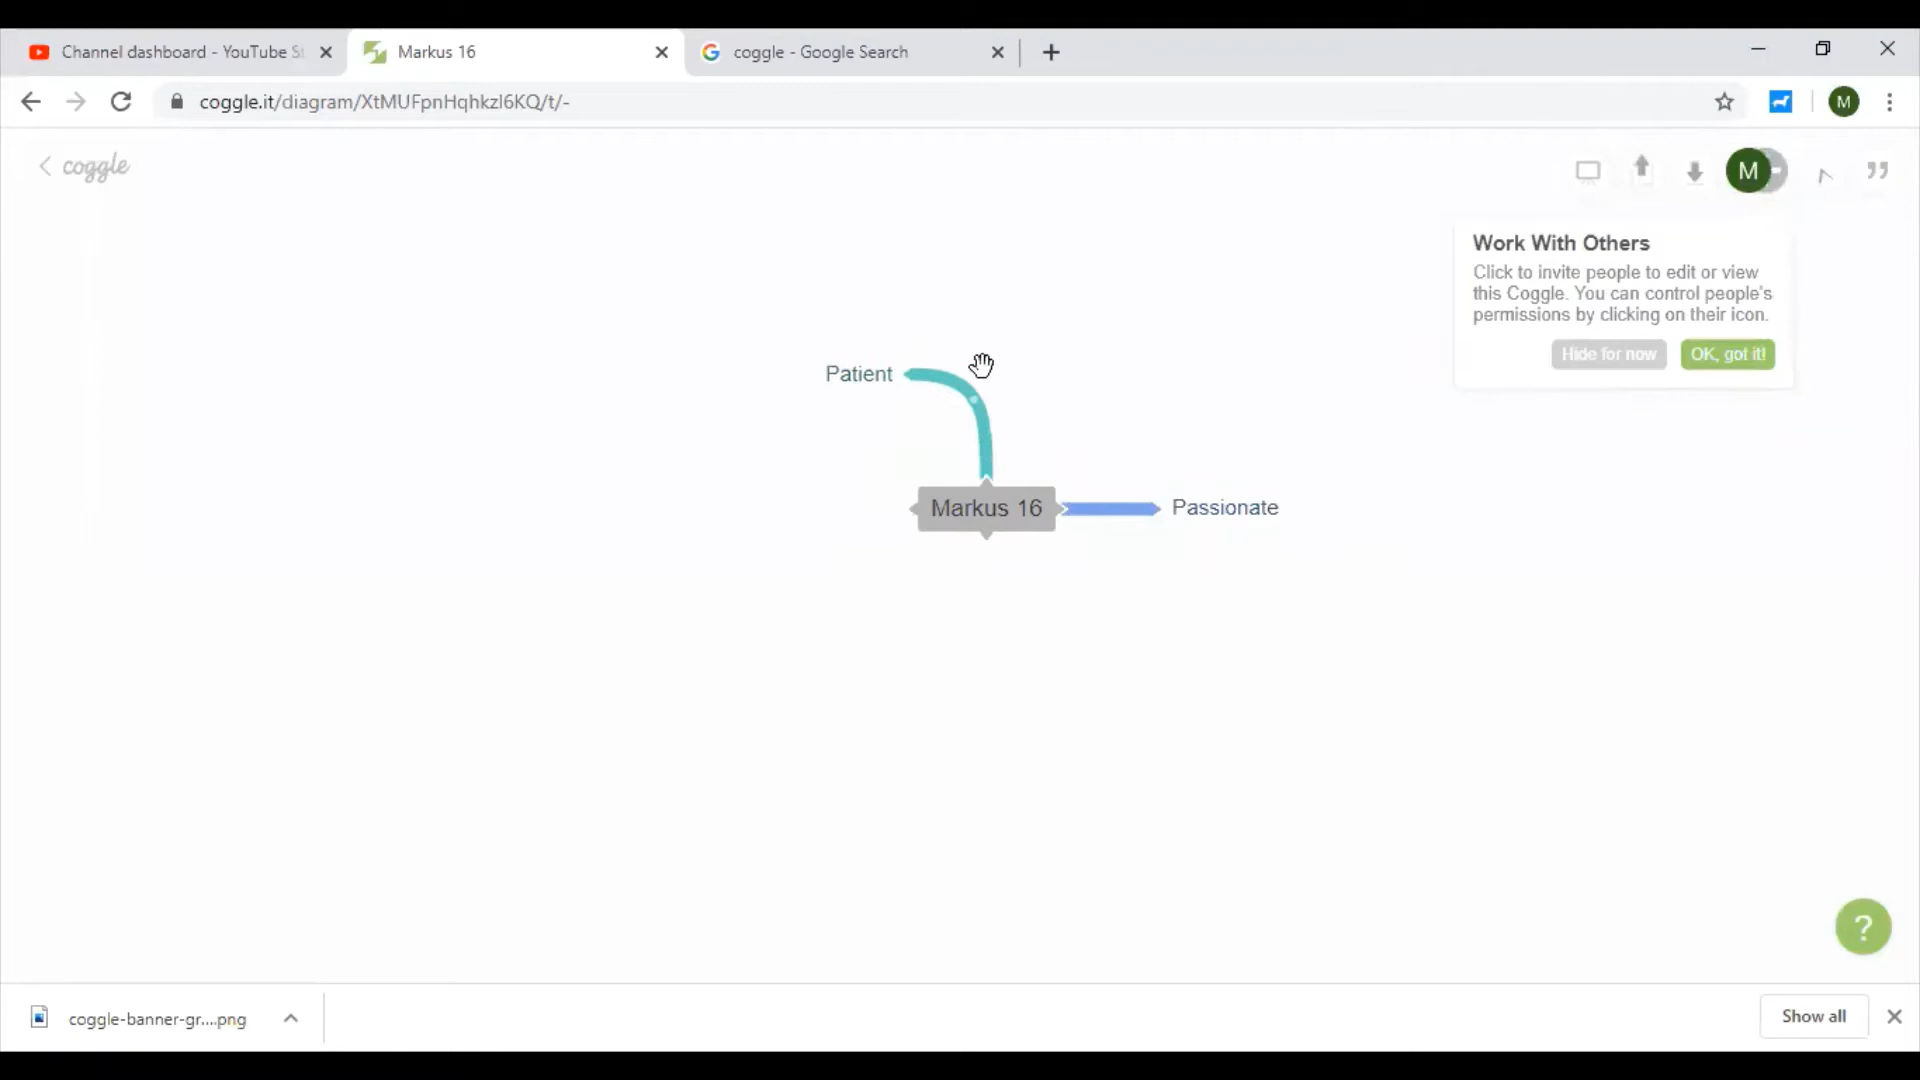 Channel dashboard - YouTube St
Markus 16
coggle - Google Search
coggle.it/diagram/XtMUFpnHqhkzl6KQ/t/-
M
coggle
M
Work With Others
Click to invite people to edit or view
this Coggle. You can control people's
permissions by clicking on their icon.
Hide for now
OK, got it!
Patient
Markus 16
Passionate
?
coggle-banner-gr....png
Show all